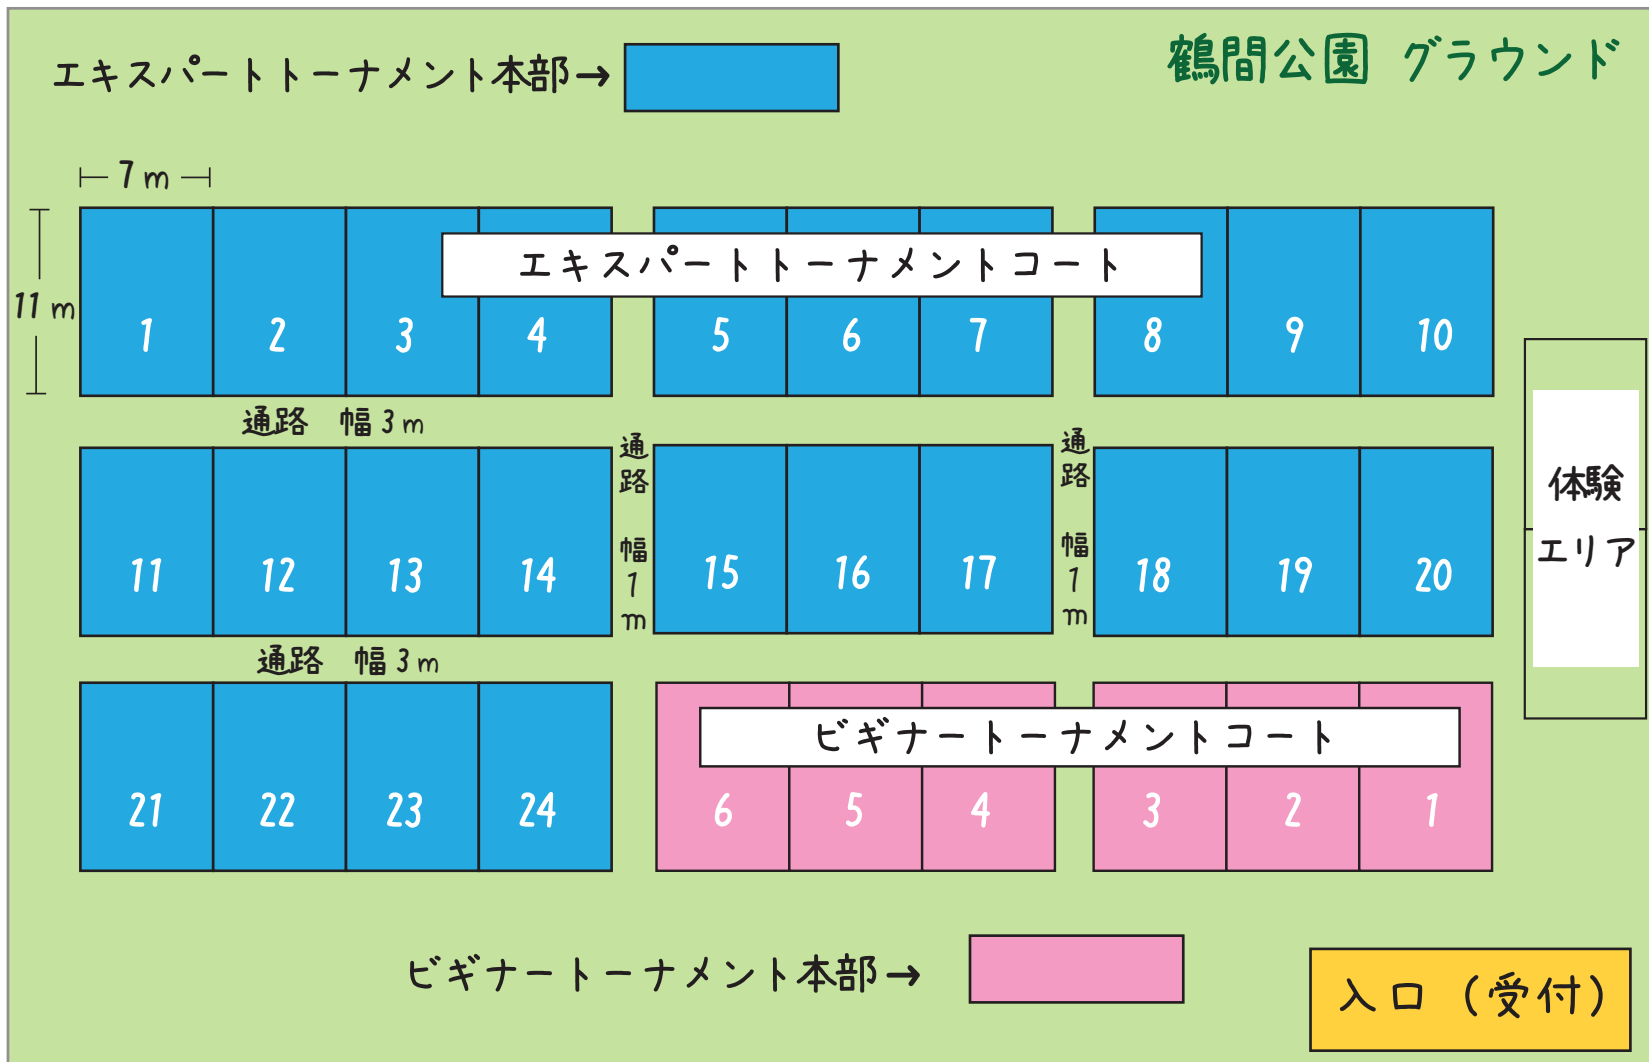 エキスパートトーナメント本部→
鶴間公園 グラウンド
7m
11m
エキスパートトーナメントコート
1 2 3 4 5 6 7 8 9 10
通路 幅3m
通路 幅1m
通路 幅1m
体験
エリア
11 12 13 14 15 16 17 18 19 20
通路 幅3m
ビギナートーナメントコート
21 22 23 24 6 5 4 3 2 1
ビギナートーナメント本部→
入口(受付)